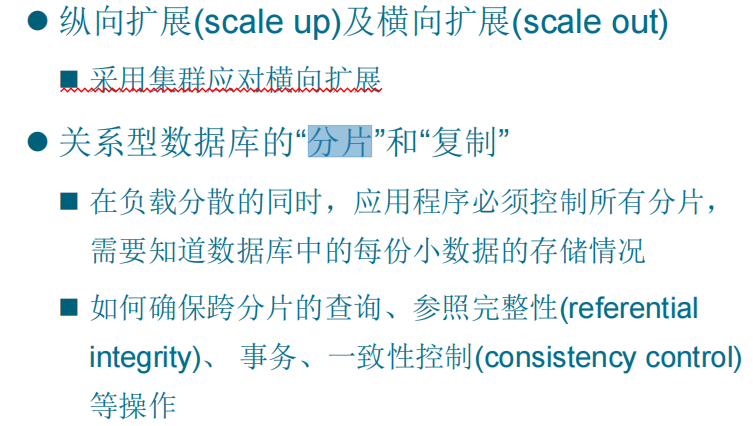 ● 纵向扩展(scale up)及横向扩展(scale out)
■ 采用集群应对横向扩展
● 关系型数据库的“分片”和“复制”
■ 在负载分散的同时，应用程序必须控制所有分片，
需要知道数据库中的每份小数据的存储情况
■ 如何确保跨分片的查询、参照完整性(referential
integrity)、 事务、一致性控制(consistency control)
等操作